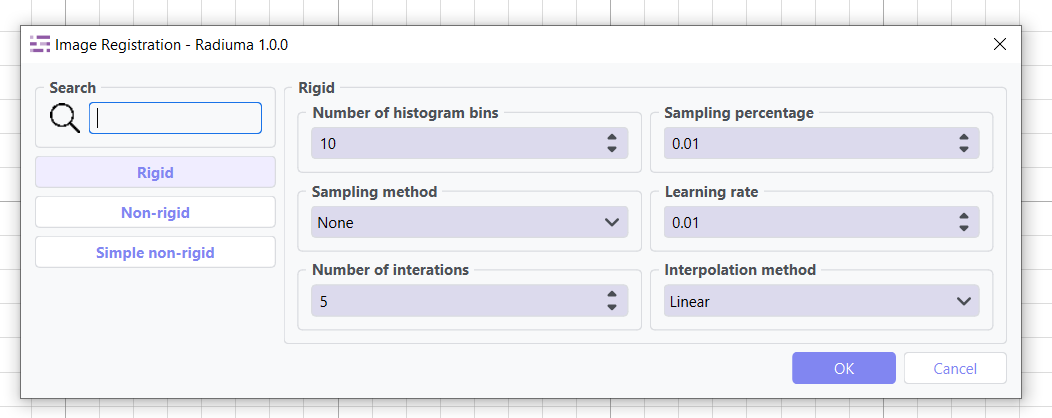 Image Registration - Radiuma 1.0.0
Search
Rigid
Non-rigid
Simple non-rigid
Rigid
Number of histogram bins
10
Sampling percentage
0.01
Sampling method
None
Learning rate
0.01
Number of interations
5
Interpolation method
Linear
OK
Cancel